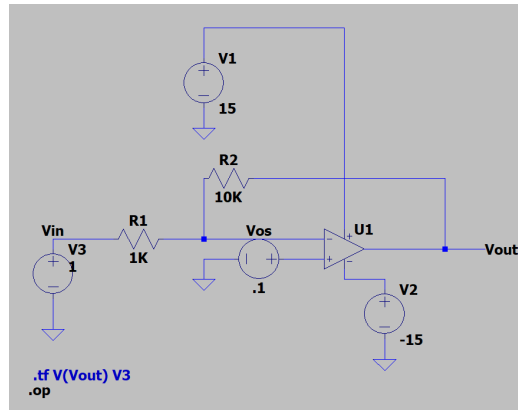 V1
15
R2
10K
Vin
R1
Vos
U1
V3
1
1K
Vout
.1
V2
-15
.tf V(Vout) V3
.op